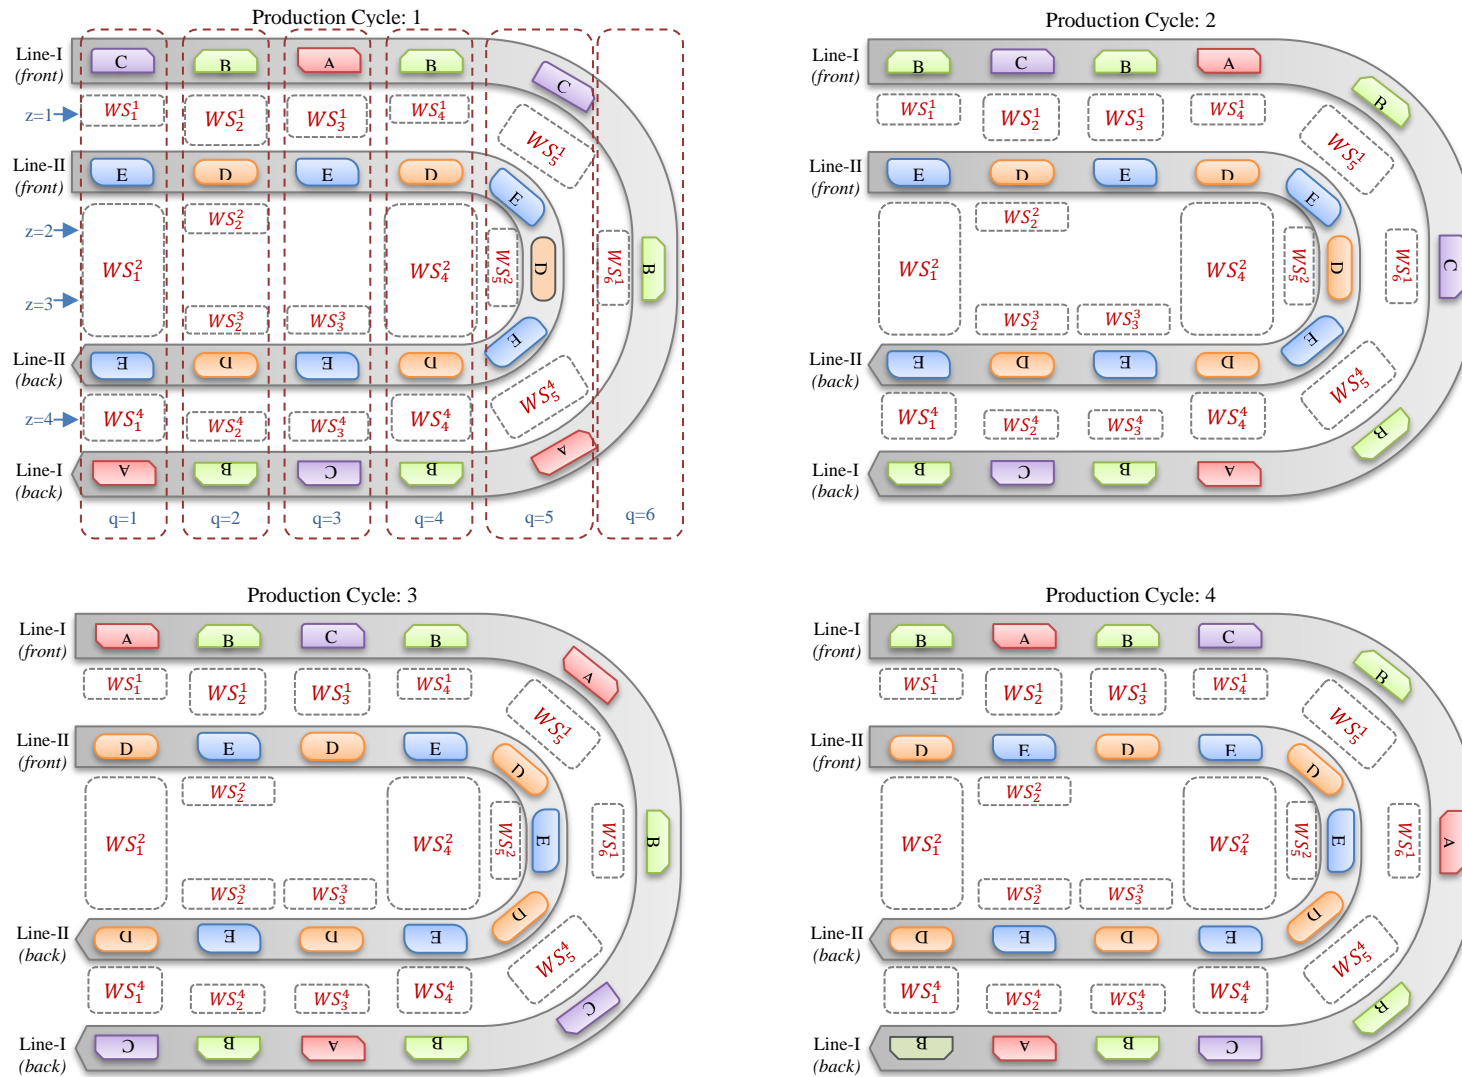 Production Cycle: 1
Line-I (front) C B A B C
z=1 WS₁¹ WS₂¹ WS₃¹ WS₄¹ WS₅¹
Line-II (front) E D E D E
z=2 WS₂²
WS₁² WS₄² WS₅² D WS₆¹ B
z=3 WS₂³ WS₃³
Line-II (back) E D E D E
z=4 WS₁⁴ WS₂⁴ WS₃⁴ WS₄⁴ WS₅⁴
Line-I (back) A B C B A
q=1 q=2 q=3 q=4 q=5 q=6
Production Cycle: 2
Line-I (front) B C B A B
WS₁¹ WS₂¹ WS₃¹ WS₄¹ WS₅¹
Line-II (front) E D E D E
WS₂²
WS₁² WS₄² WS₅² D WS₆¹ C
WS₂³ WS₃³
Line-II (back) E D E D E
WS₁⁴ WS₂⁴ WS₃⁴ WS₄⁴ WS₅⁴
Line-I (back) B C B A B
Production Cycle: 3
Line-I (front) A B C B A
WS₁¹ WS₂¹ WS₃¹ WS₄¹ WS₅¹
Line-II (front) D E D E D
WS₂²
WS₁² WS₄² WS₅² E WS₆¹ B
WS₂³ WS₃³
Line-II (back) D E D E D
WS₁⁴ WS₂⁴ WS₃⁴ WS₄⁴ WS₅⁴
Line-I (back) C B A B C
Production Cycle: 4
Line-I (front) B A B C B
WS₁¹ WS₂¹ WS₃¹ WS₄¹ WS₅¹
Line-II (front) D E D E D
WS₂²
WS₁² WS₄² WS₅² E WS₆¹ A
WS₂³ WS₃³
Line-II (back) D E D E D
WS₁⁴ WS₂⁴ WS₃⁴ WS₄⁴ WS₅⁴
Line-I (back) B A B C B